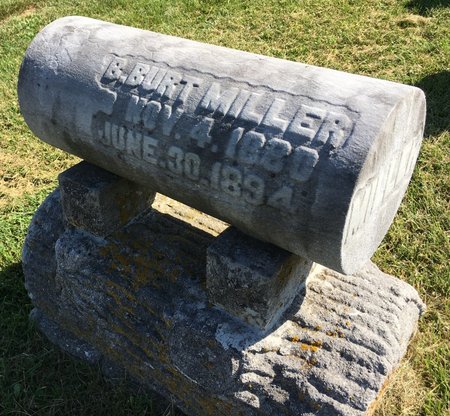 B. BURT MILLER
NOV. 4. 1880
JUNE. 30. 1894